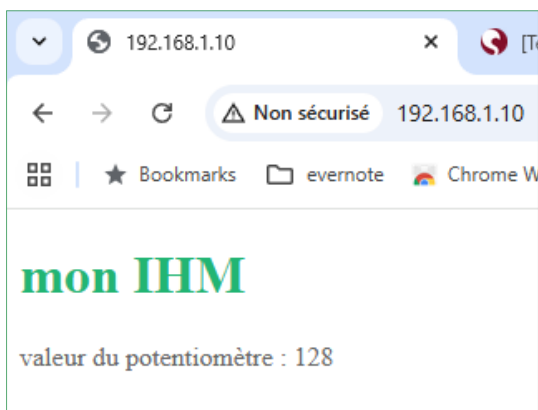 192.168.1.10
Non sécurisé 192.168.1.10
Bookmarks evernote Chrome W
mon IHM
valeur du potentiomètre : 128